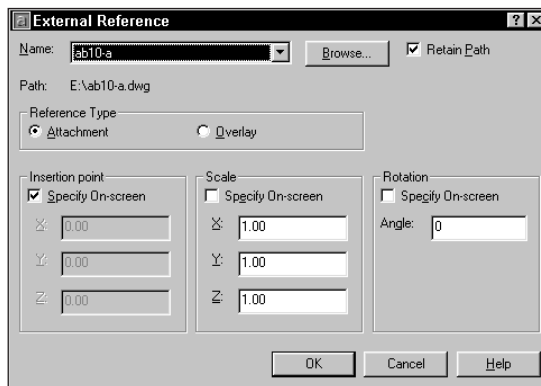 External Reference
Name: ab10-a Browse... Retain Path
Path: E:\ab10-a.dwg
Reference Type
Attachment Overlay
Insertion point Scale Rotation
Specify On-screen Specify On-screen Specify On-screen
X: 0.00 X: 1.00 Angle: 0
Y: 0.00 Y: 1.00
Z: 0.00 Z: 1.00
OK Cancel Help